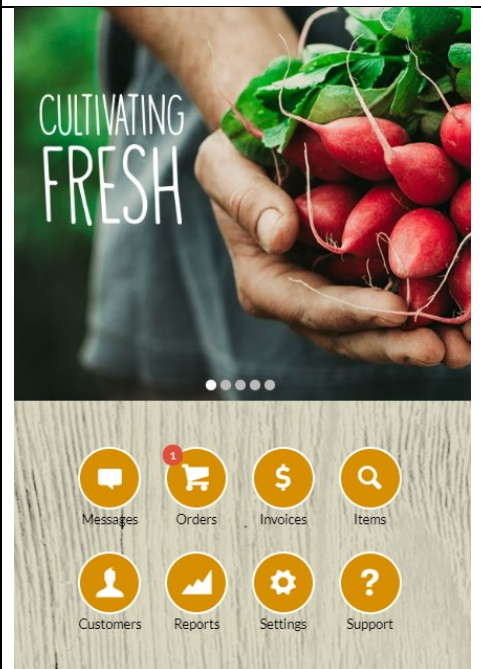 CULTIVATING
FRESH
1
Messages Orders Invoices Items
Customers Reports Settings Support